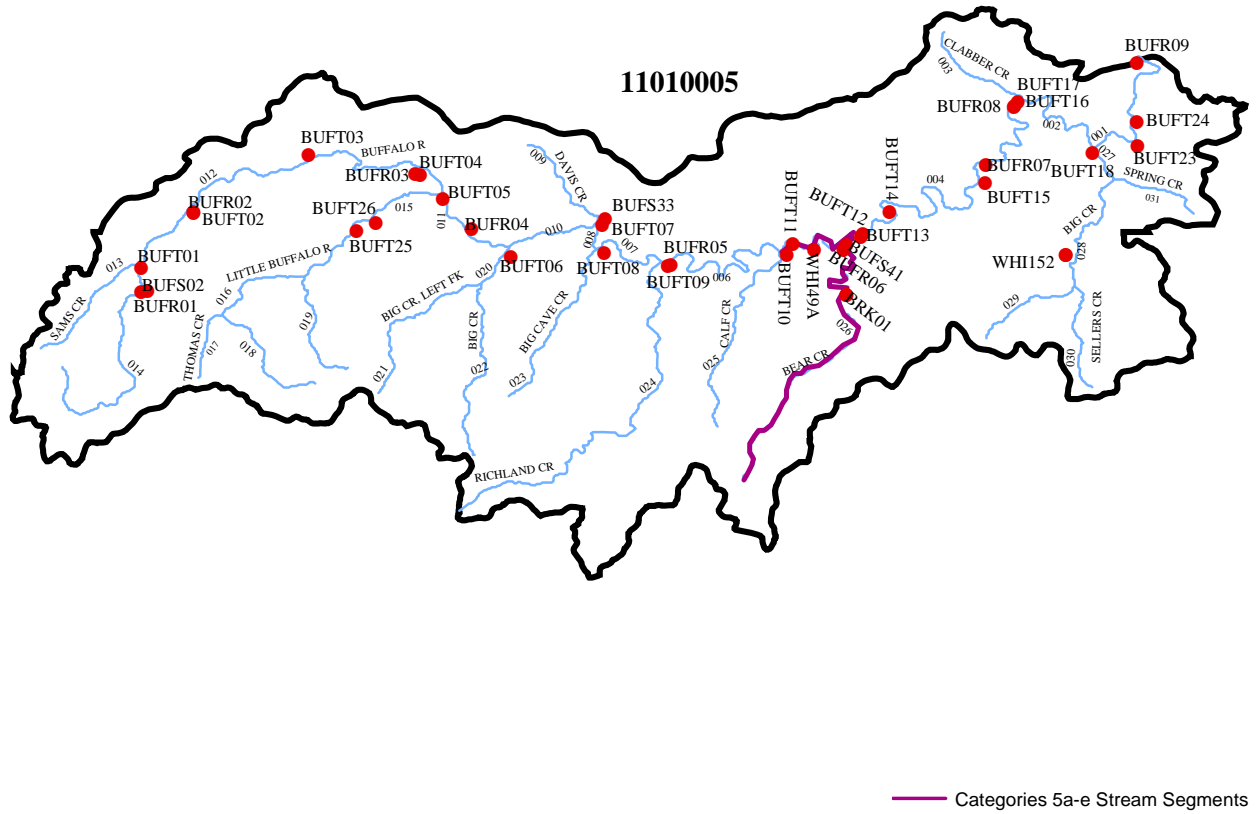 11010005
CLABBER CR
003
BUFR09
BUFT17
BUFT16
BUFR08
002
001
027
BUFT24
BUFT23
BUFT18
SPRING CR
031
BUFT03
BUFFALO R
012
BUFR03
BUFT04
BUFT05
009
DAVIS CR
BUFR02
BUFT02
BUFT26
015
BUFT25
011
BUFR04
010
BUFS33
BUFT07
008
007
BUFT08
BUFR05
BUFT09
006
BUFT11
BUFT12
BUFT14
004
BUFR07
BUFT15
BUFT13
BUFS41
BUFR06
WHI49A
BUFT10
BRK01
026
BEAR CR
BIG CR
028
WHI152
029
SELLERS CR
030
BUFT01
013
BUFS02
BUFR01
SAMS CR
014
LITTLE BUFFALO R
016
THOMAS CR
017
018
019
BUFT06
020
BIG CR, LEFT FK
021
BIG CR
022
BIG CAVE CR
023
024
CALF CR
025
RICHLAND CR
Categories 5a-e Stream Segments